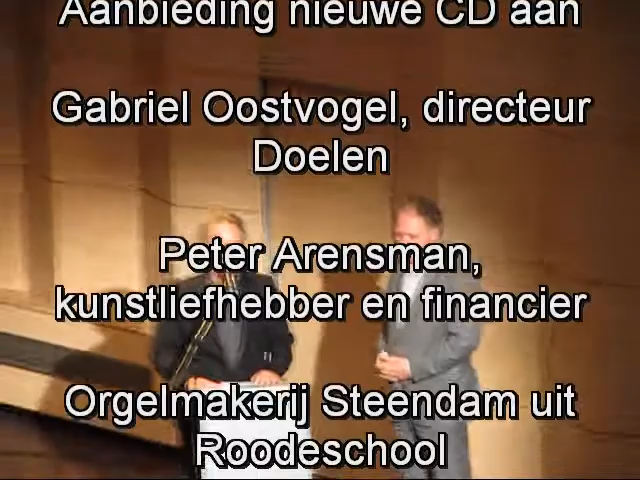 Aanbieding nieuwe CD aan
Gabriel Oostvogel, directeur
Doelen
Peter Arensman,
kunstliefhebber en financier
Orgelmakerij Steendam uit
Roodeschool